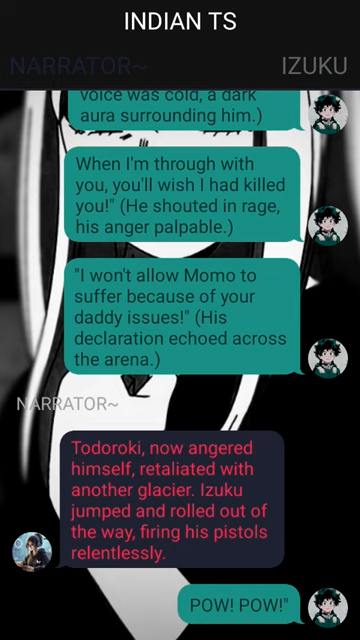 INDIAN TS
NARRATOR~
IZUKU
voice was cold, a dark
aura surrounding him.)
When I'm through with
you, you'll wish I had killed
you!" (He shouted in rage,
his anger palpable.)
"I won't allow Momo to
suffer because of your
daddy issues!" (His
declaration echoed across
the arena.)
NARRATOR~
Todoroki, now angered
himself, retaliated with
another glacier. Izuku
jumped and rolled out of
the way, firing his pistols
relentlessly.
POW! POW!"